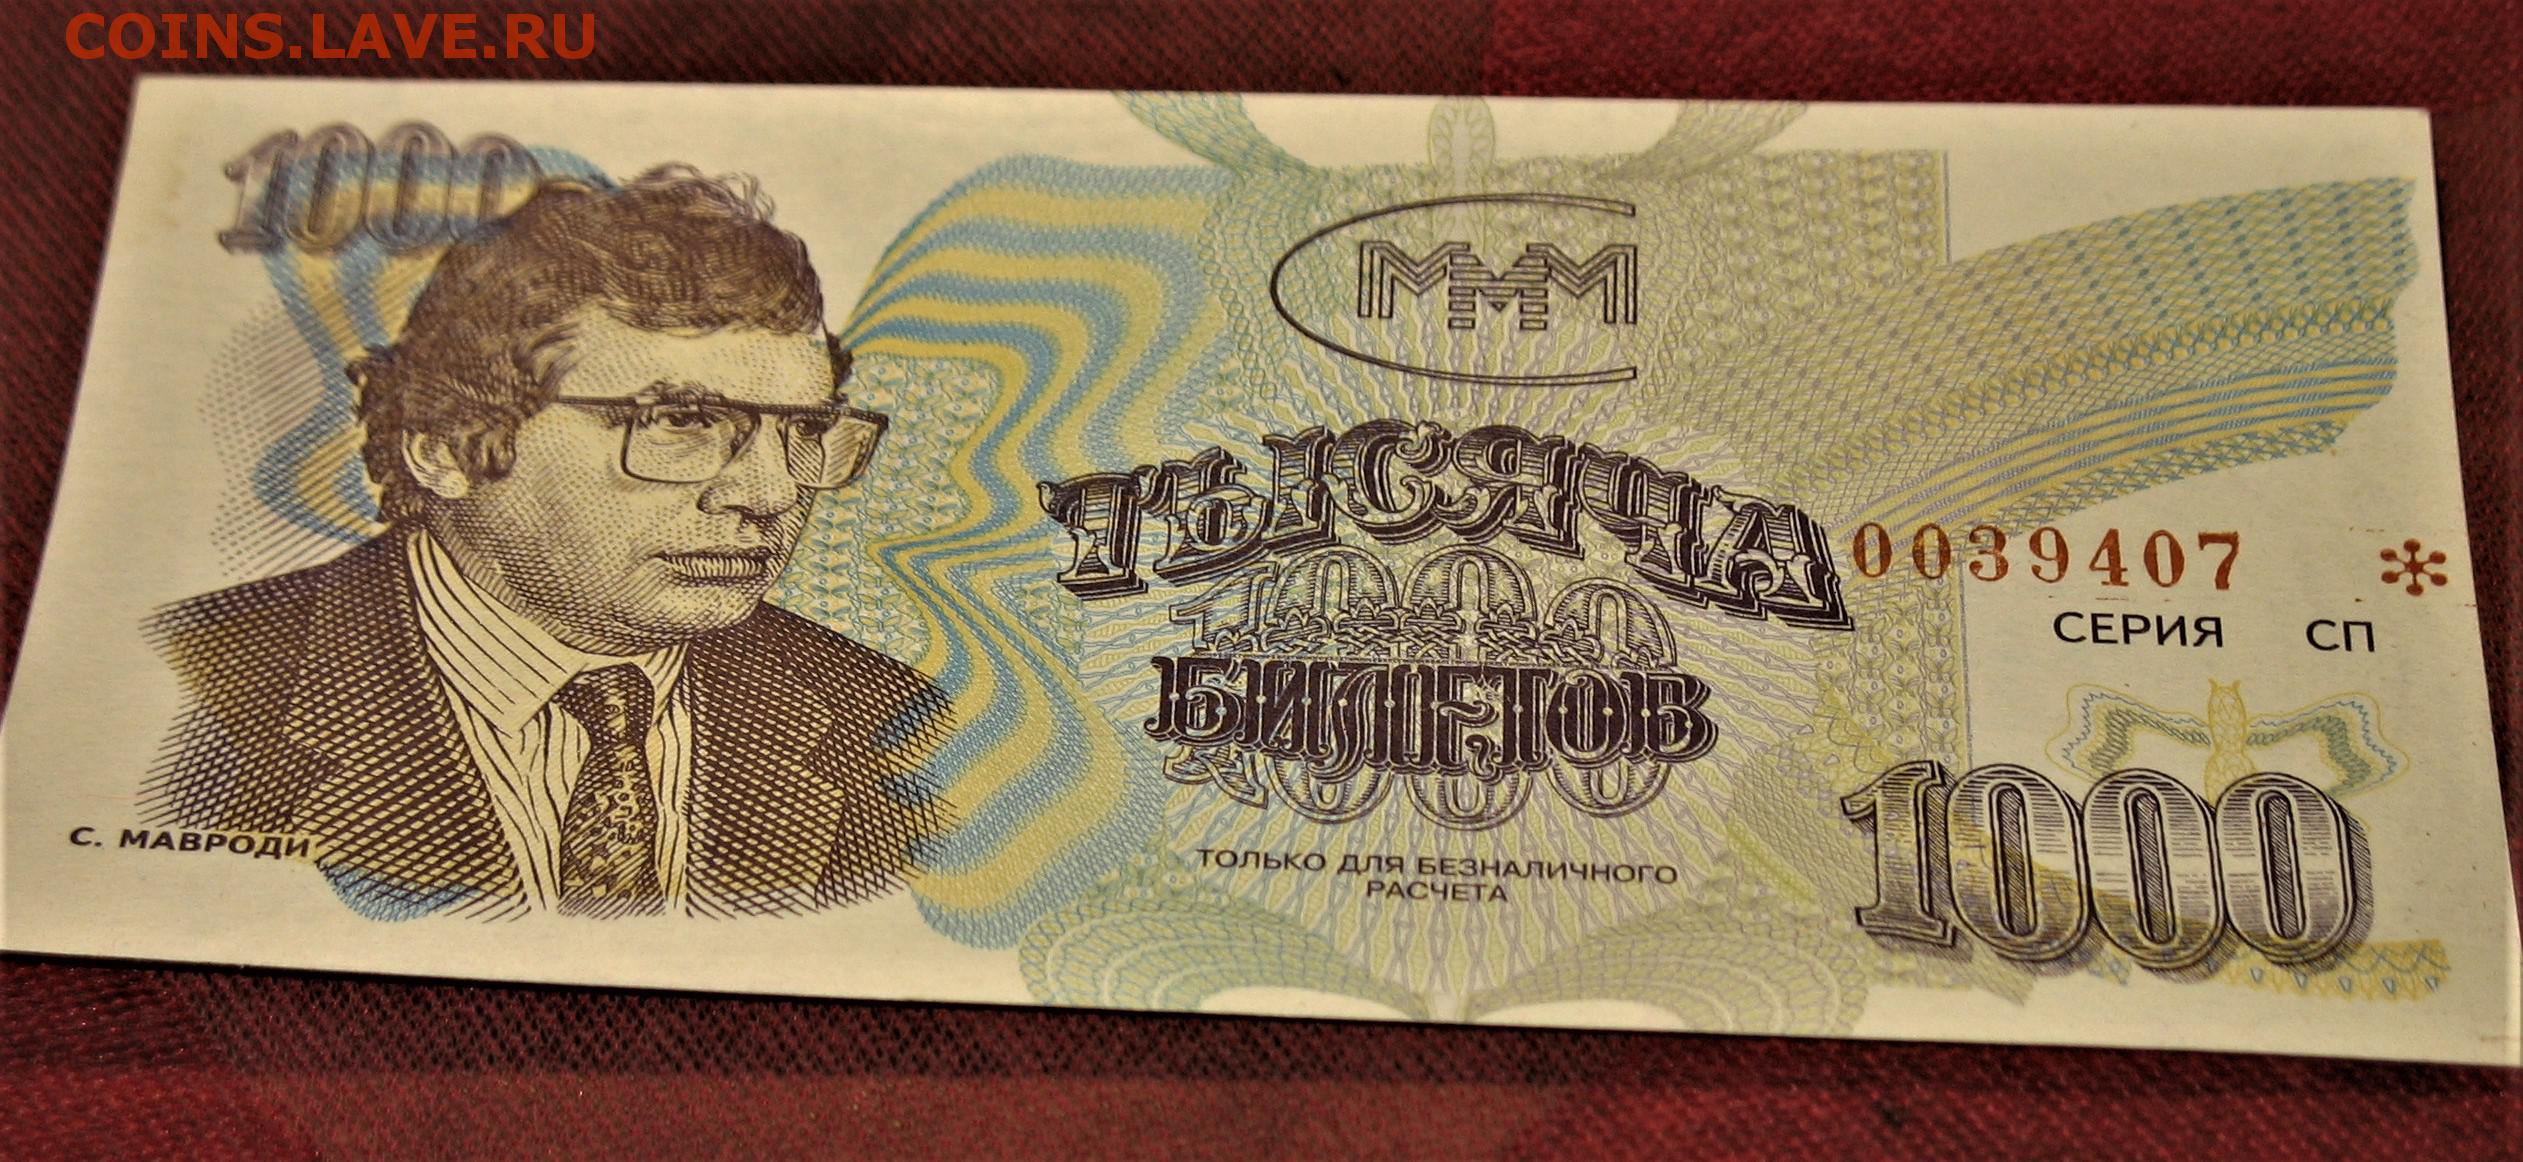 COINS.LAVE.RU
1000
МММ
ТЫСЯЧА
1000
БИЛЕТОВ
0039407 *
СЕРИЯ СП
1000
С. МАВРОДИ
ТОЛЬКО ДЛЯ БЕЗНАЛИЧНОГО
РАСЧЕТА